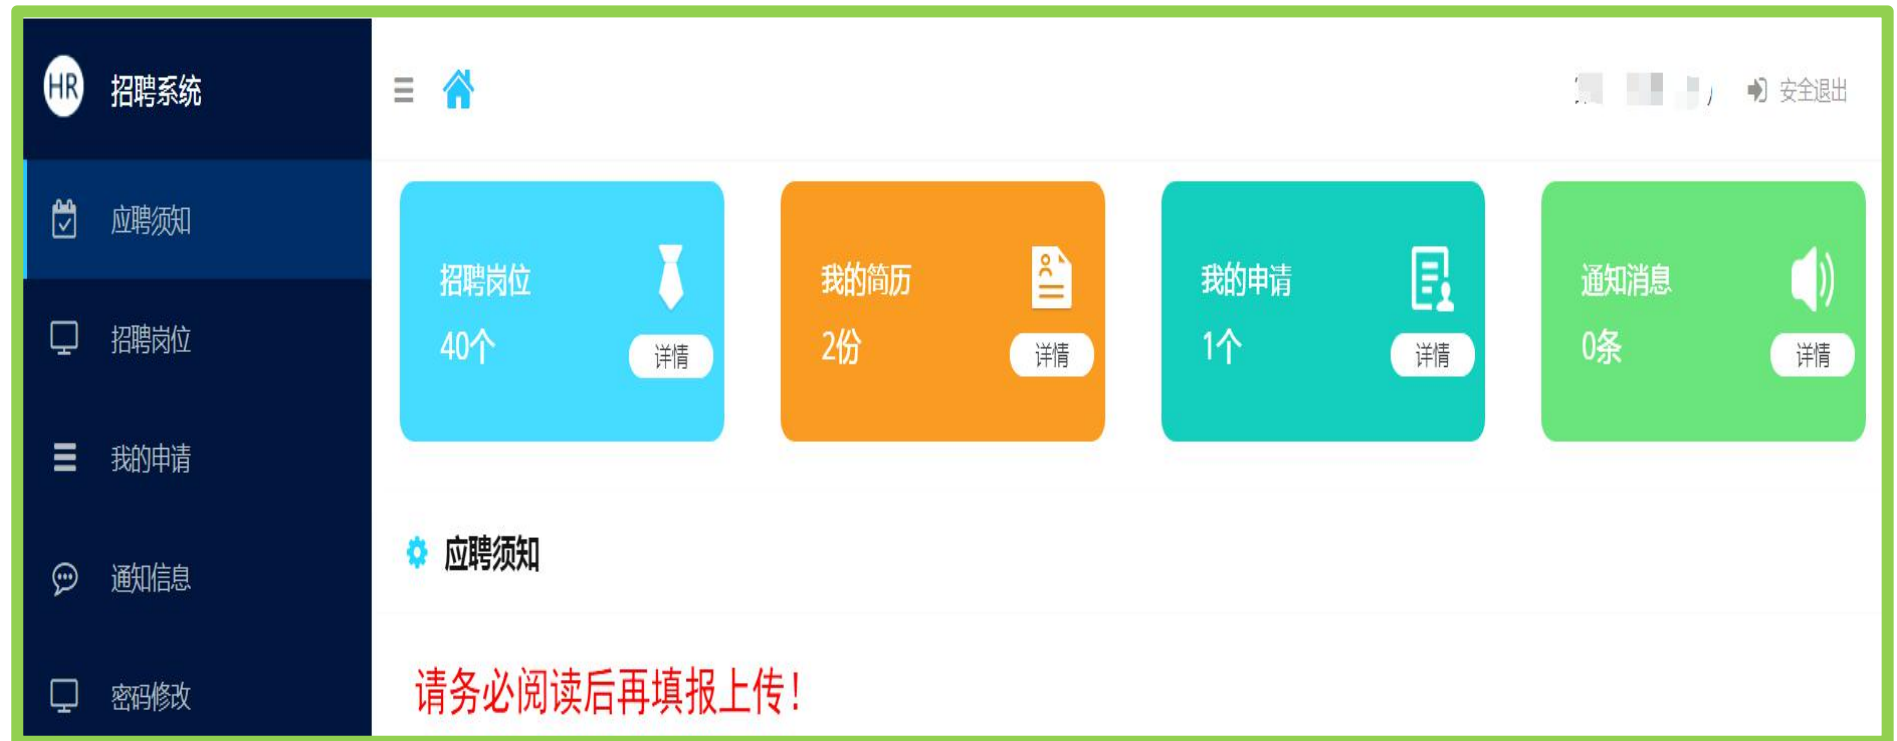 HR 招聘系统
安全退出
应聘须知
招聘岗位
我的申请
通知信息
密码修改
招聘岗位
40个
详情
我的简历
2份
详情
我的申请
1个
详情
通知消息
0条
详情
应聘须知
请务必阅读后再填报上传！